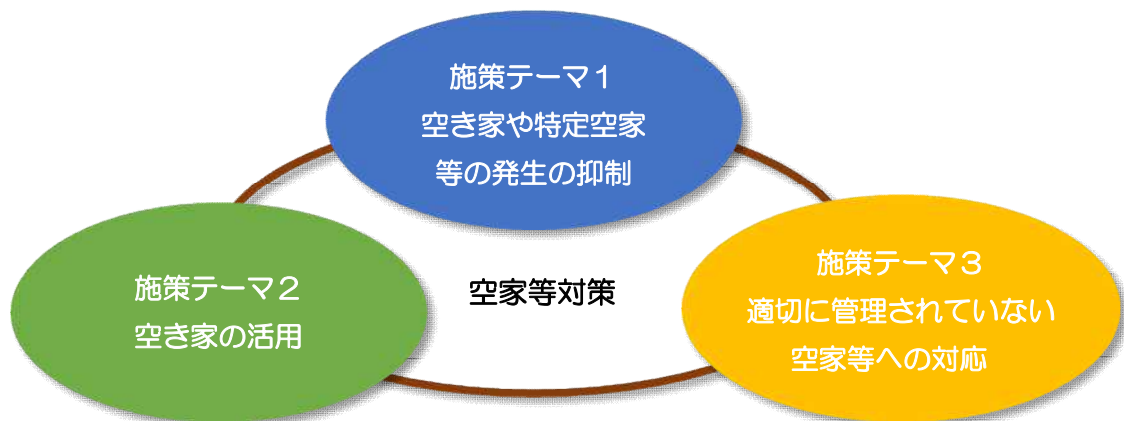 施策テーマ１
空き家や特定空家
等の発生の抑制
施策テーマ２
空き家の活用
空家等対策
施策テーマ３
適切に管理されていない
空家等への対応